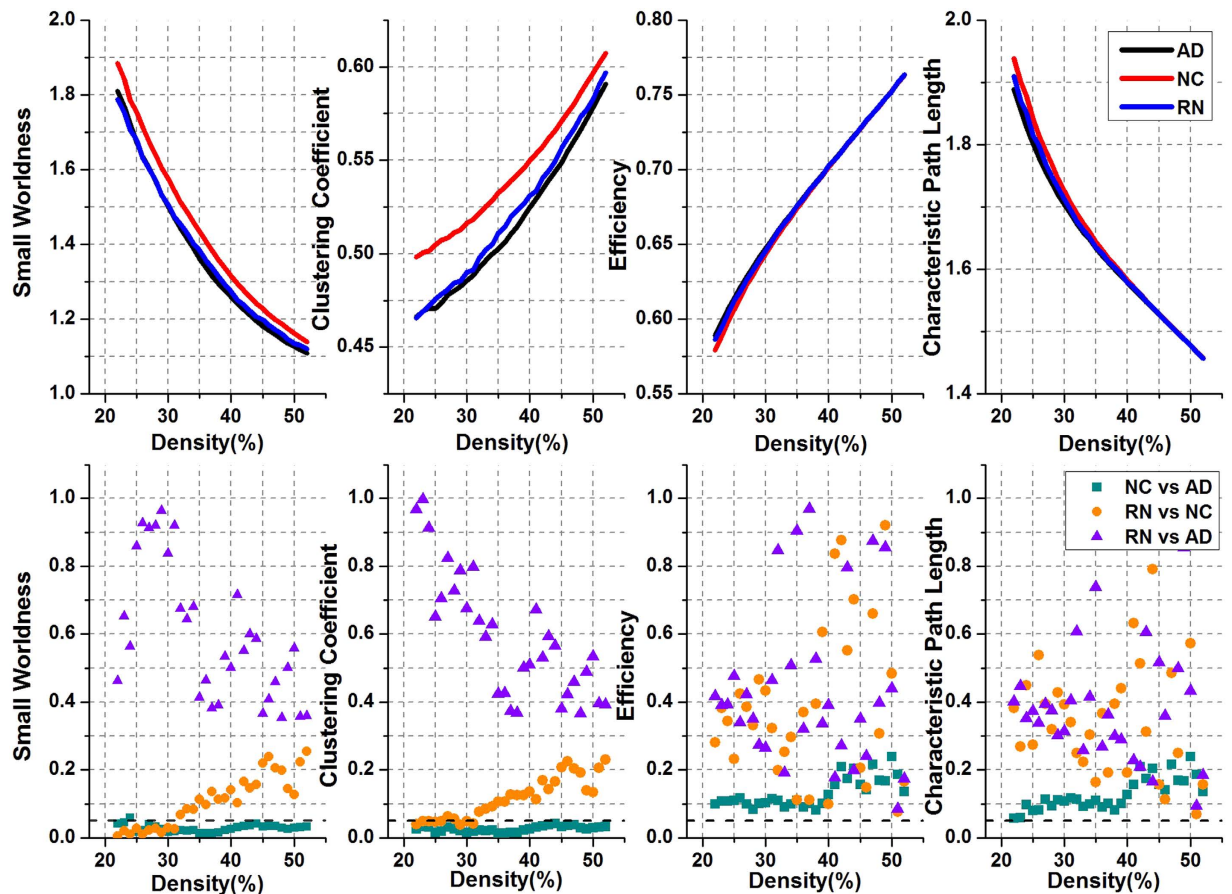 Small Worldness
2.0
1.8
1.6
1.4
1.2
1.0
20 30 40 50
Density(%)
Clustering Coefficient
0.60
0.55
0.50
0.45
20 30 40 50
Density(%)
Efficiency
0.80
0.75
0.70
0.65
0.60
0.55
20 30 40 50
Density(%)
Characteristic Path Length
2.0
1.8
1.6
1.4
20 30 40 50
Density(%)
AD
NC
RN
Small Worldness
1.0
0.8
0.6
0.4
0.2
0.0
20 30 40 50
Density(%)
Clustering Coefficient
1.0
0.8
0.6
0.4
0.2
0.0
20 30 40 50
Density(%)
Efficiency
1.0
0.8
0.6
0.4
0.2
0.0
20 30 40 50
Density(%)
Characteristic Path Length
1.0
0.8
0.6
0.4
0.2
0.0
20 30 40 50
Density(%)
NC vs AD
RN vs NC
RN vs AD